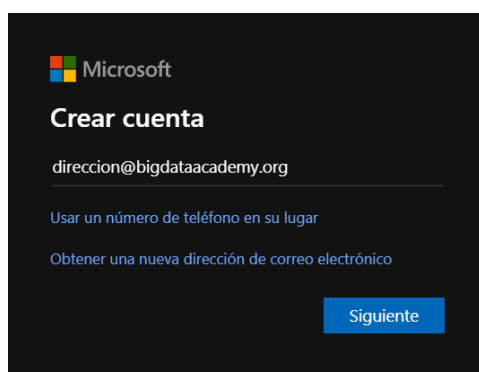 Microsoft
Crear cuenta
direccion@bigdataacademy.org
Usar un número de teléfono en su lugar
Obtener una nueva dirección de correo electrónico
Siguiente